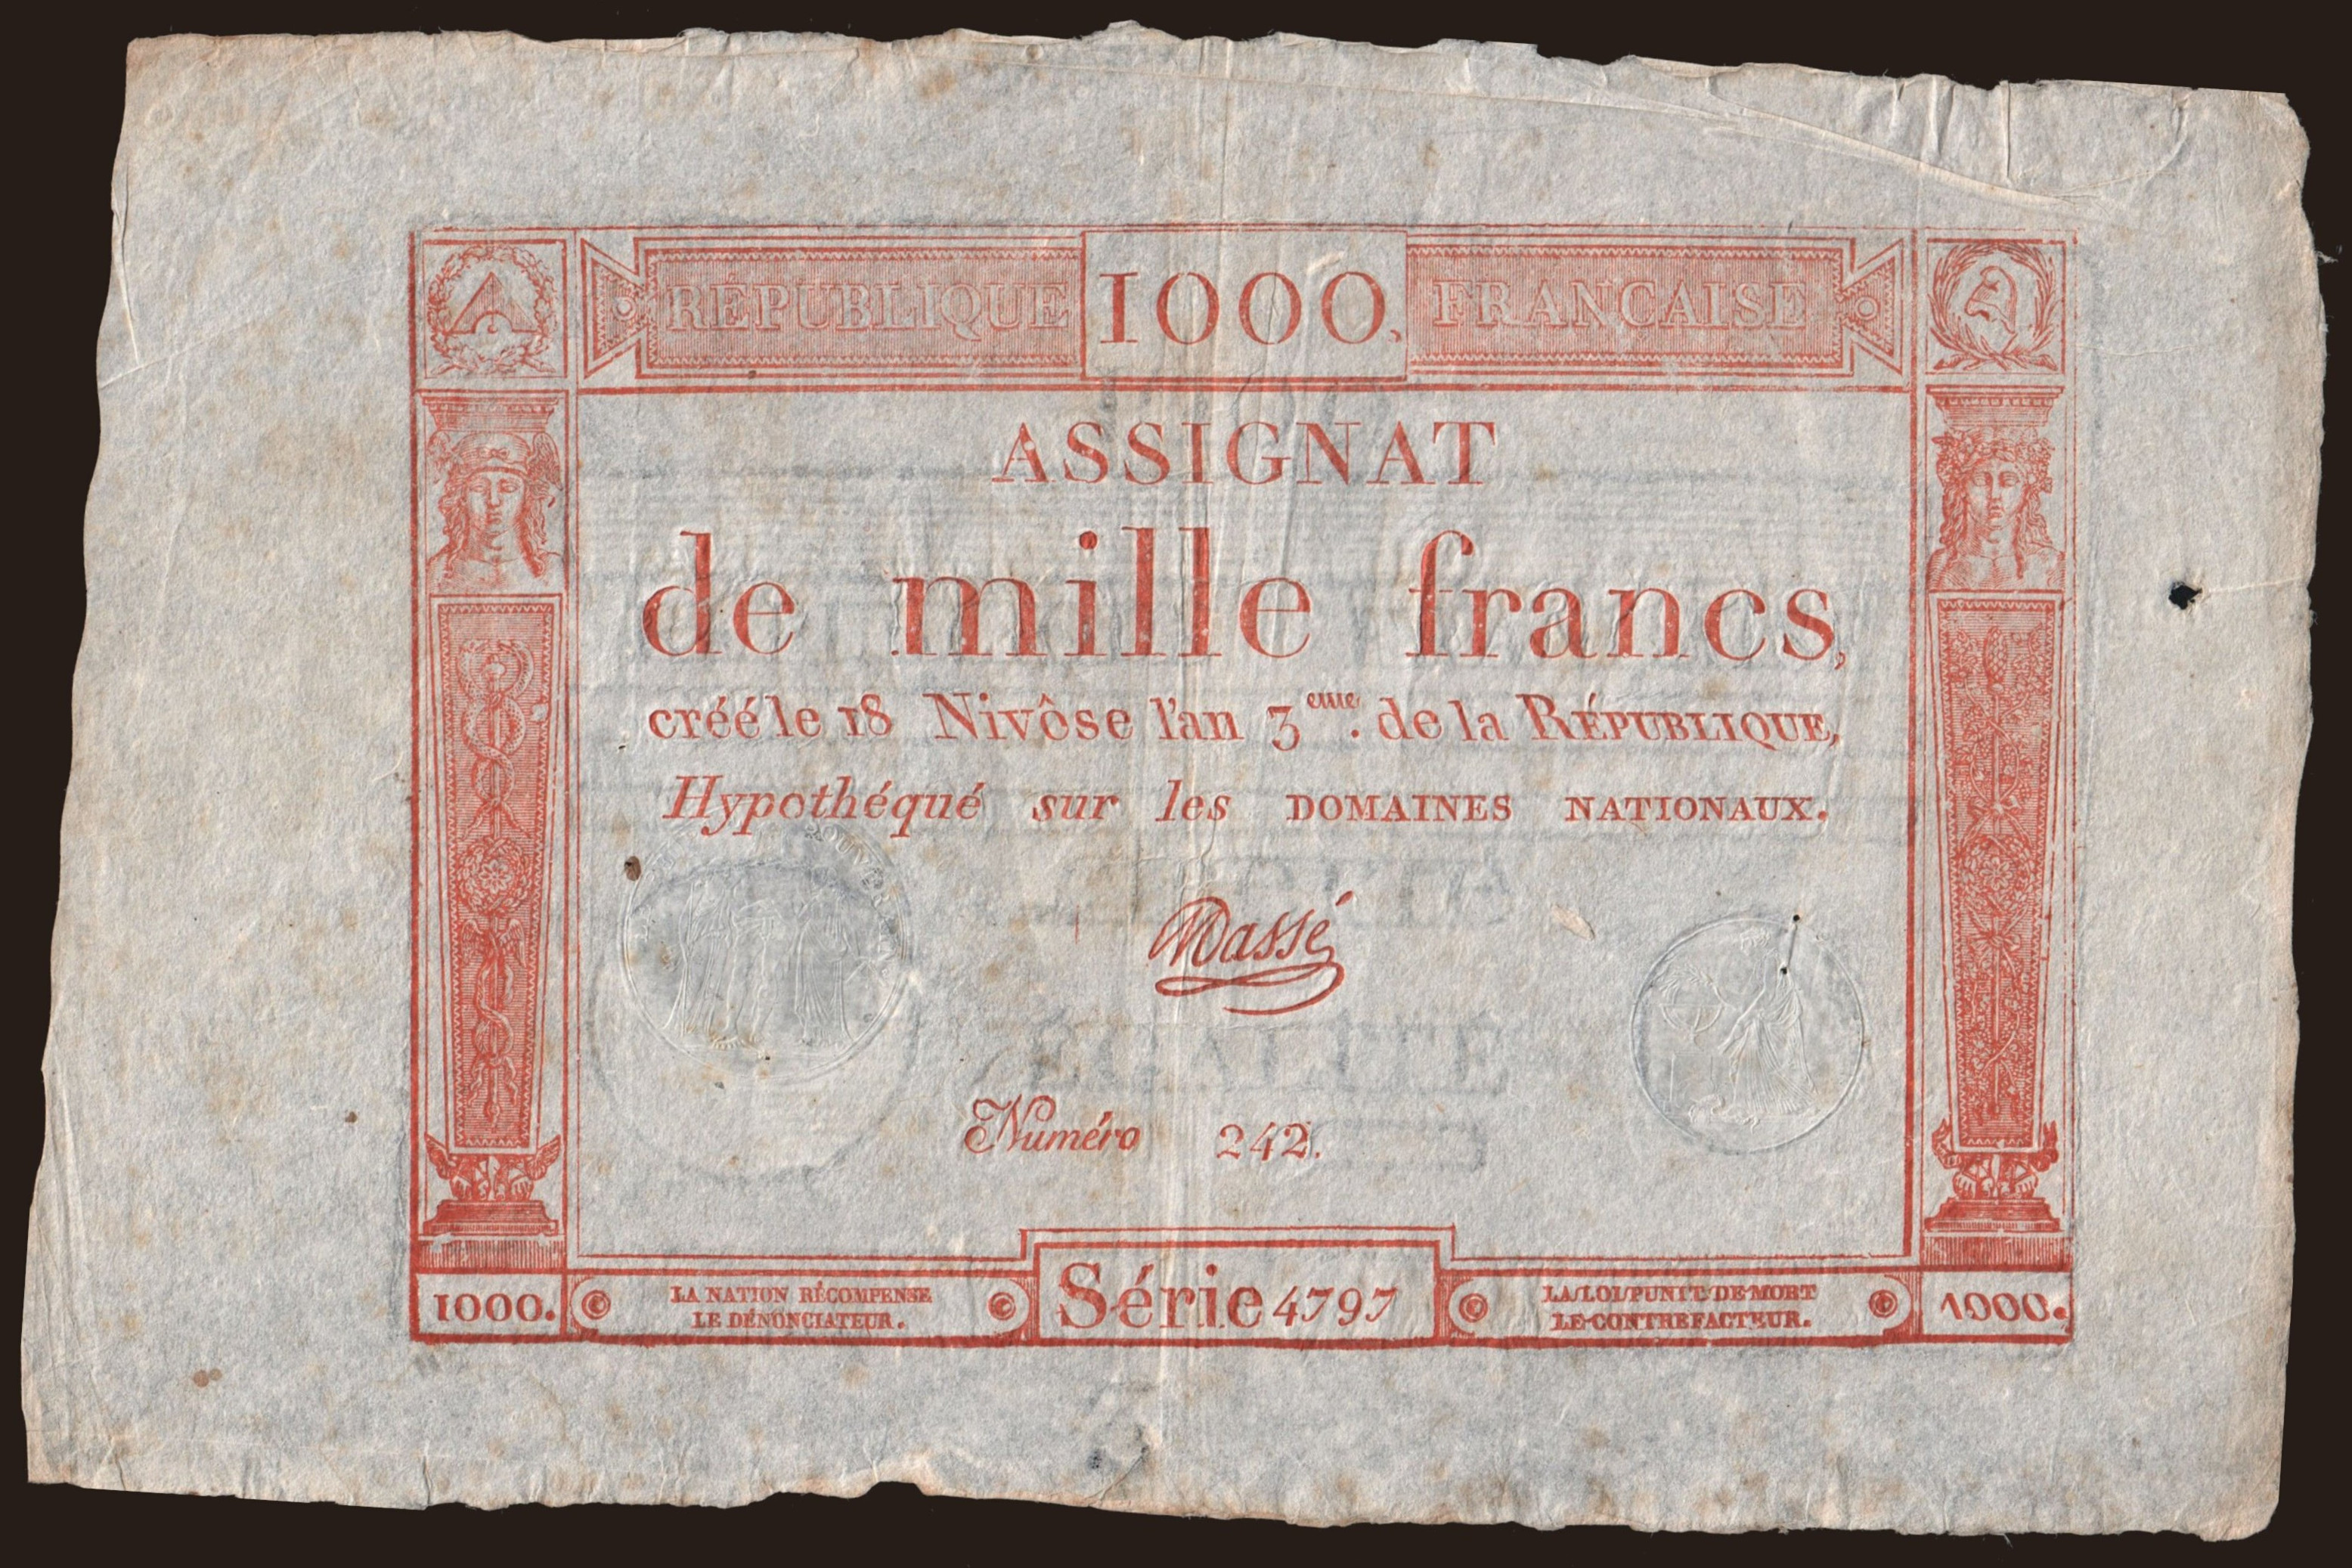 RÉPUBLIQUE 1000. FRANCAISE
ASSIGNAT
de mille francs,
créé le 18 Nivôse l'an 3eme. de la RÉPUBLIQUE,
Hypothéqué sur les DOMAINES NATIONAUX.
Massé
Numéro 242.
1000.
LA NATION RÉCOMPENSE
LE DÉNONCIATEUR.
Série 4797
LA LOI PUNIT DE MORT
LE CONTREFACTEUR.
1000.